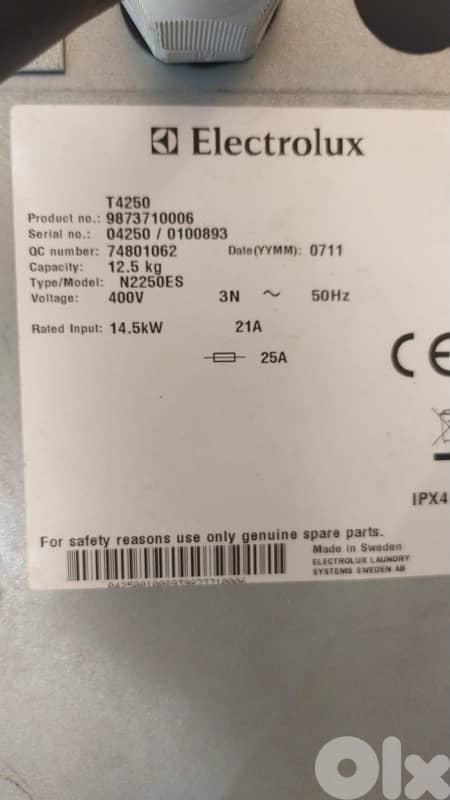 Electrolux
T4250
Product no.: 9873710006
Serial no.: 04250 / 0100893
QC number: 74801062 Date(YYMM): 0711
Capacity: 12.5 kg
Type/Model: N2250ES
Voltage: 400V 3N ~ 50Hz
Rated Input: 14.5kW 21A
25A
CE
IPX4
For safety reasons use only genuine spare parts.
Made in Sweden
ELECTROLUX LAUNDRY
SYSTEMS SWEDEN AB
0425001008939873710006
Olx